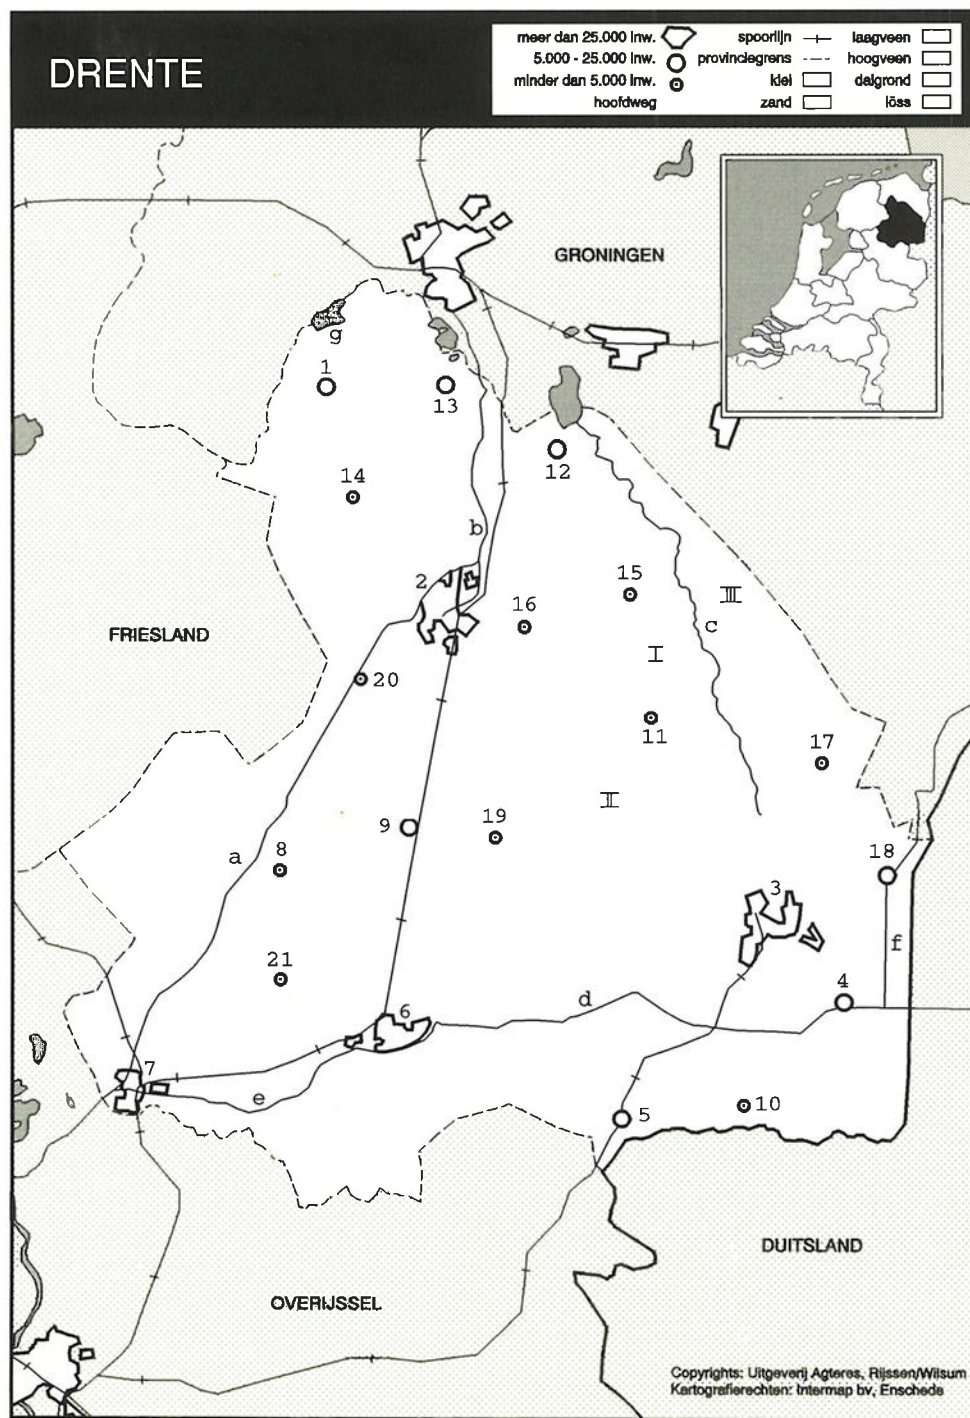 DRENTE
meer dan 25.000 inw.
5.000 - 25.000 inw.
minder dan 5.000 inw.
hoofdweg
spoorlijn
provinciegrens
klei
zand
laagveen
hoogveen
dalgrond
löss
GRONINGEN
g
1
13
12
14
b
2
15
III
16
c
FRIESLAND
I
20
11
17
II
19
9
8
a
18
3
f
21
4
d
6
7
e
5
10
DUITSLAND
OVERIJSSEL
Copyrights: Uitgeverij Agteres, Rijssen/Wilsum
Kartografierechten: Intermap bv, Enschede